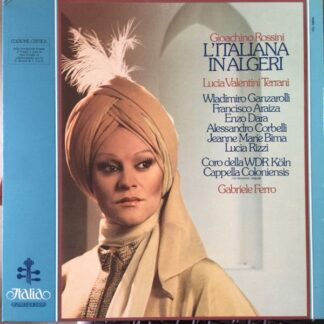 EDIZIONE CRITICA
Gioachino Rossini
L'ITALIANA
IN ALGERI
Lucia Valentini Terrani
Wladimiro Ganzarolli
Francisco Araiza
Enzo Dara
Alessandro Corbelli
Jeanne Marie Bima
Lucia Rizzi
Coro della WDR Köln
Cappella Coloniensis
Gabriele Ferro
Italia